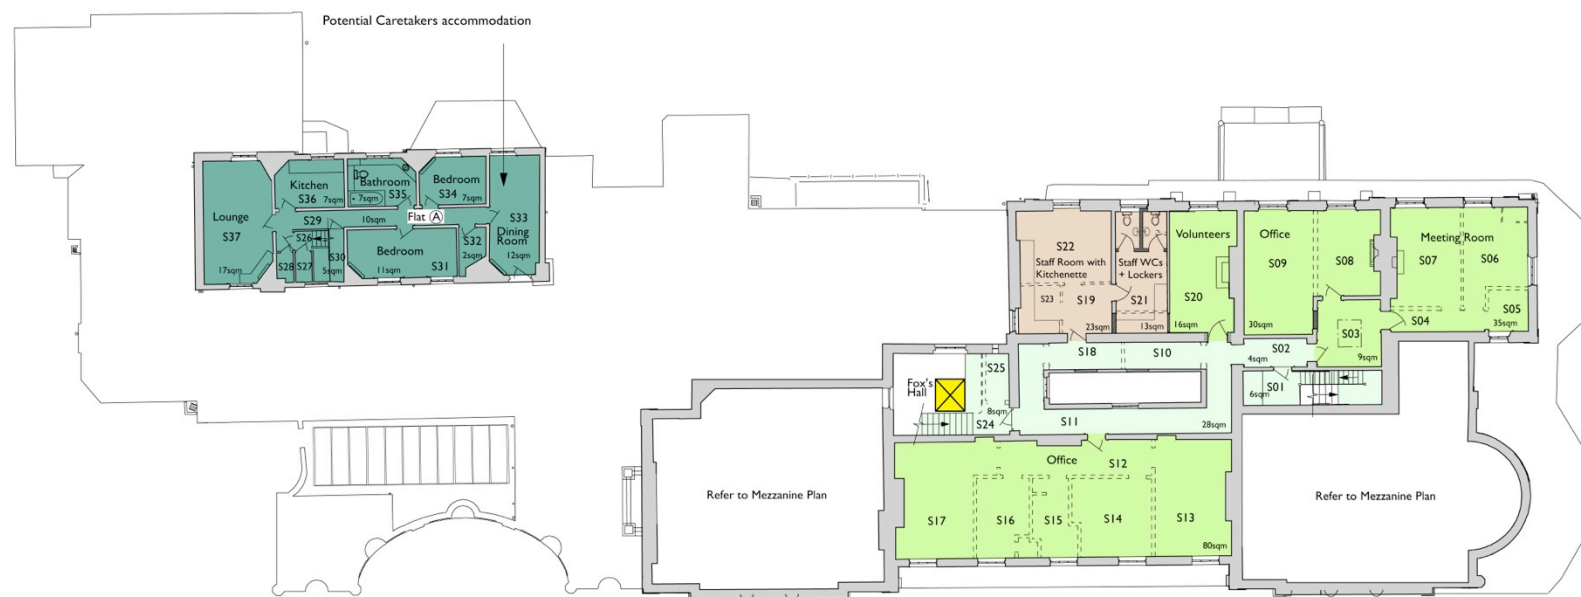 Potential Caretakers accommodation
Lounge
S37
17sqm
Kitchen
S36
7sqm
Bathroom
S35
7sqm
Bedroom
S34
7sqm
S33
Dining
Room
12sqm
S29
10sqm
Flat A
S26
S28
S27
S30
5sqm
Bedroom
S31
11sqm
S32
2sqm
S22
Staff Room with
Kitchenette
S23
S19
23sqm
Staff WCs
+ Lockers
S21
13sqm
Volunteers
S20
16sqm
Office
S09
S08
30sqm
Meeting Room
S07
S06
S05
S04
35sqm
S03
9sqm
S02
4sqm
S01
6sqm
S18
S10
S11
28sqm
Fox's
Hall
S25
8sqm
S24
Office
S12
S17
S16
S15
S14
S13
80sqm
Refer to Mezzanine Plan
Refer to Mezzanine Plan